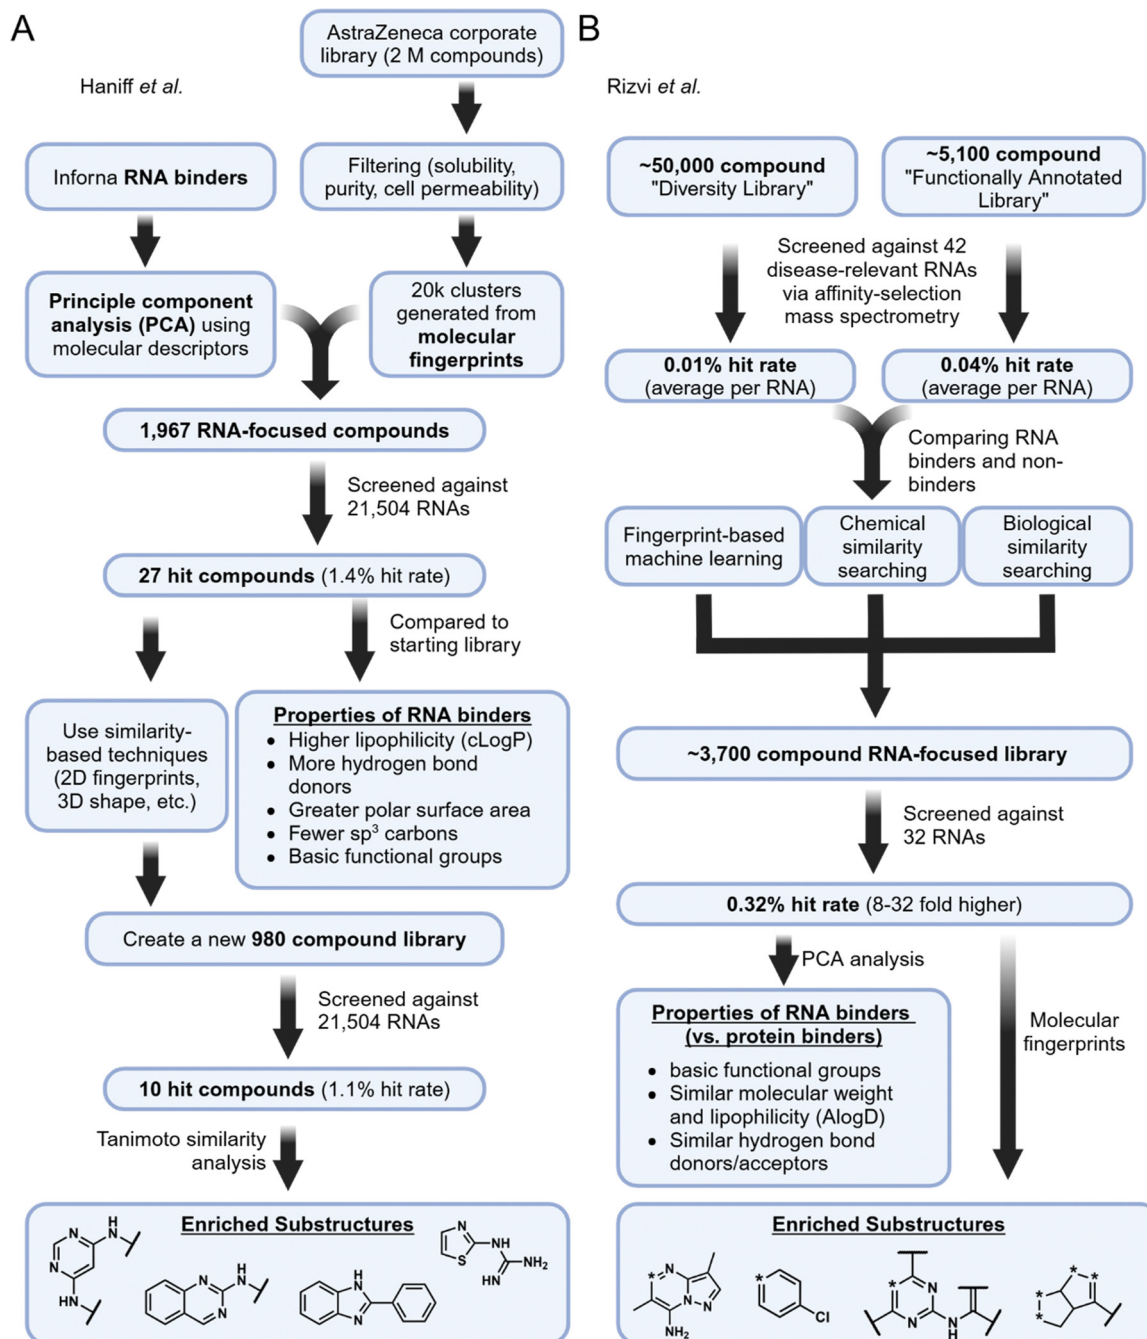 A
Haniff et al.
AstraZeneca corporate
library (2 M compounds)
Inforna RNA binders
Filtering (solubility,
purity, cell permeability)
Principle component
analysis (PCA) using
molecular descriptors
20k clusters
generated from
molecular
fingerprints
1,967 RNA-focused compounds
Screened against
21,504 RNAs
27 hit compounds (1.4% hit rate)
Compared to
starting library
Use similarity-
based techniques
(2D fingerprints,
3D shape, etc.)
Properties of RNA binders
• Higher lipophilicity (cLogP)
• More hydrogen bond
donors
• Greater polar surface area
• Fewer sp³ carbons
• Basic functional groups
Create a new 980 compound library
Screened against
21,504 RNAs
10 hit compounds (1.1% hit rate)
Tanimoto similarity
analysis
Enriched Substructures
N
N
H
N
HN
N
N
H
N
H
N
N
N
S
NH
NH
NH₂
B
Rizvi et al.
~50,000 compound
"Diversity Library"
~5,100 compound
"Functionally Annotated
Library"
Screened against 42
disease-relevant RNAs
via affinity-selection
mass spectrometry
0.01% hit rate
(average per RNA)
0.04% hit rate
(average per RNA)
Comparing RNA
binders and non-
binders
Fingerprint-based
machine learning
Chemical
similarity
searching
Biological
similarity
searching
~3,700 compound RNA-focused library
Screened against
32 RNAs
0.32% hit rate (8-32 fold higher)
PCA analysis
Properties of RNA binders
(vs. protein binders)
• basic functional groups
• Similar molecular weight
and lipophilicity (AlogD)
• Similar hydrogen bond
donors/acceptors
Molecular
fingerprints
Enriched Substructures
*
N
N
N
NH₂
*
Cl
*
N
N
N
H
*
*
*
*